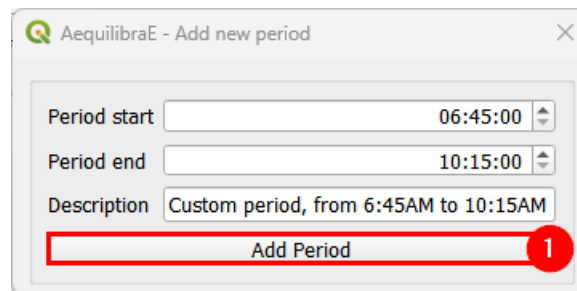 AequilibraE - Add new period
Period start 06:45:00
Period end 10:15:00
Description Custom period, from 6:45AM to 10:15AM
Add Period 1